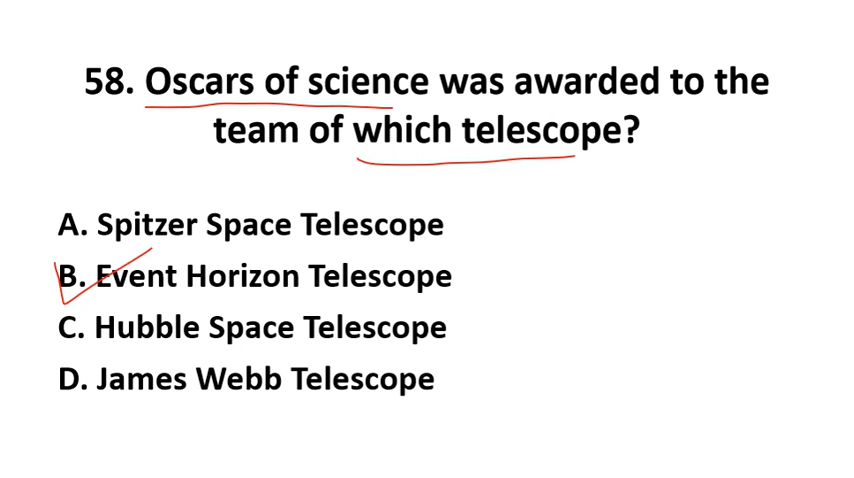 58. Oscars of science was awarded to the
team of which telescope?
A. Spitzer Space Telescope
B. Event Horizon Telescope
C. Hubble Space Telescope
D. James Webb Telescope